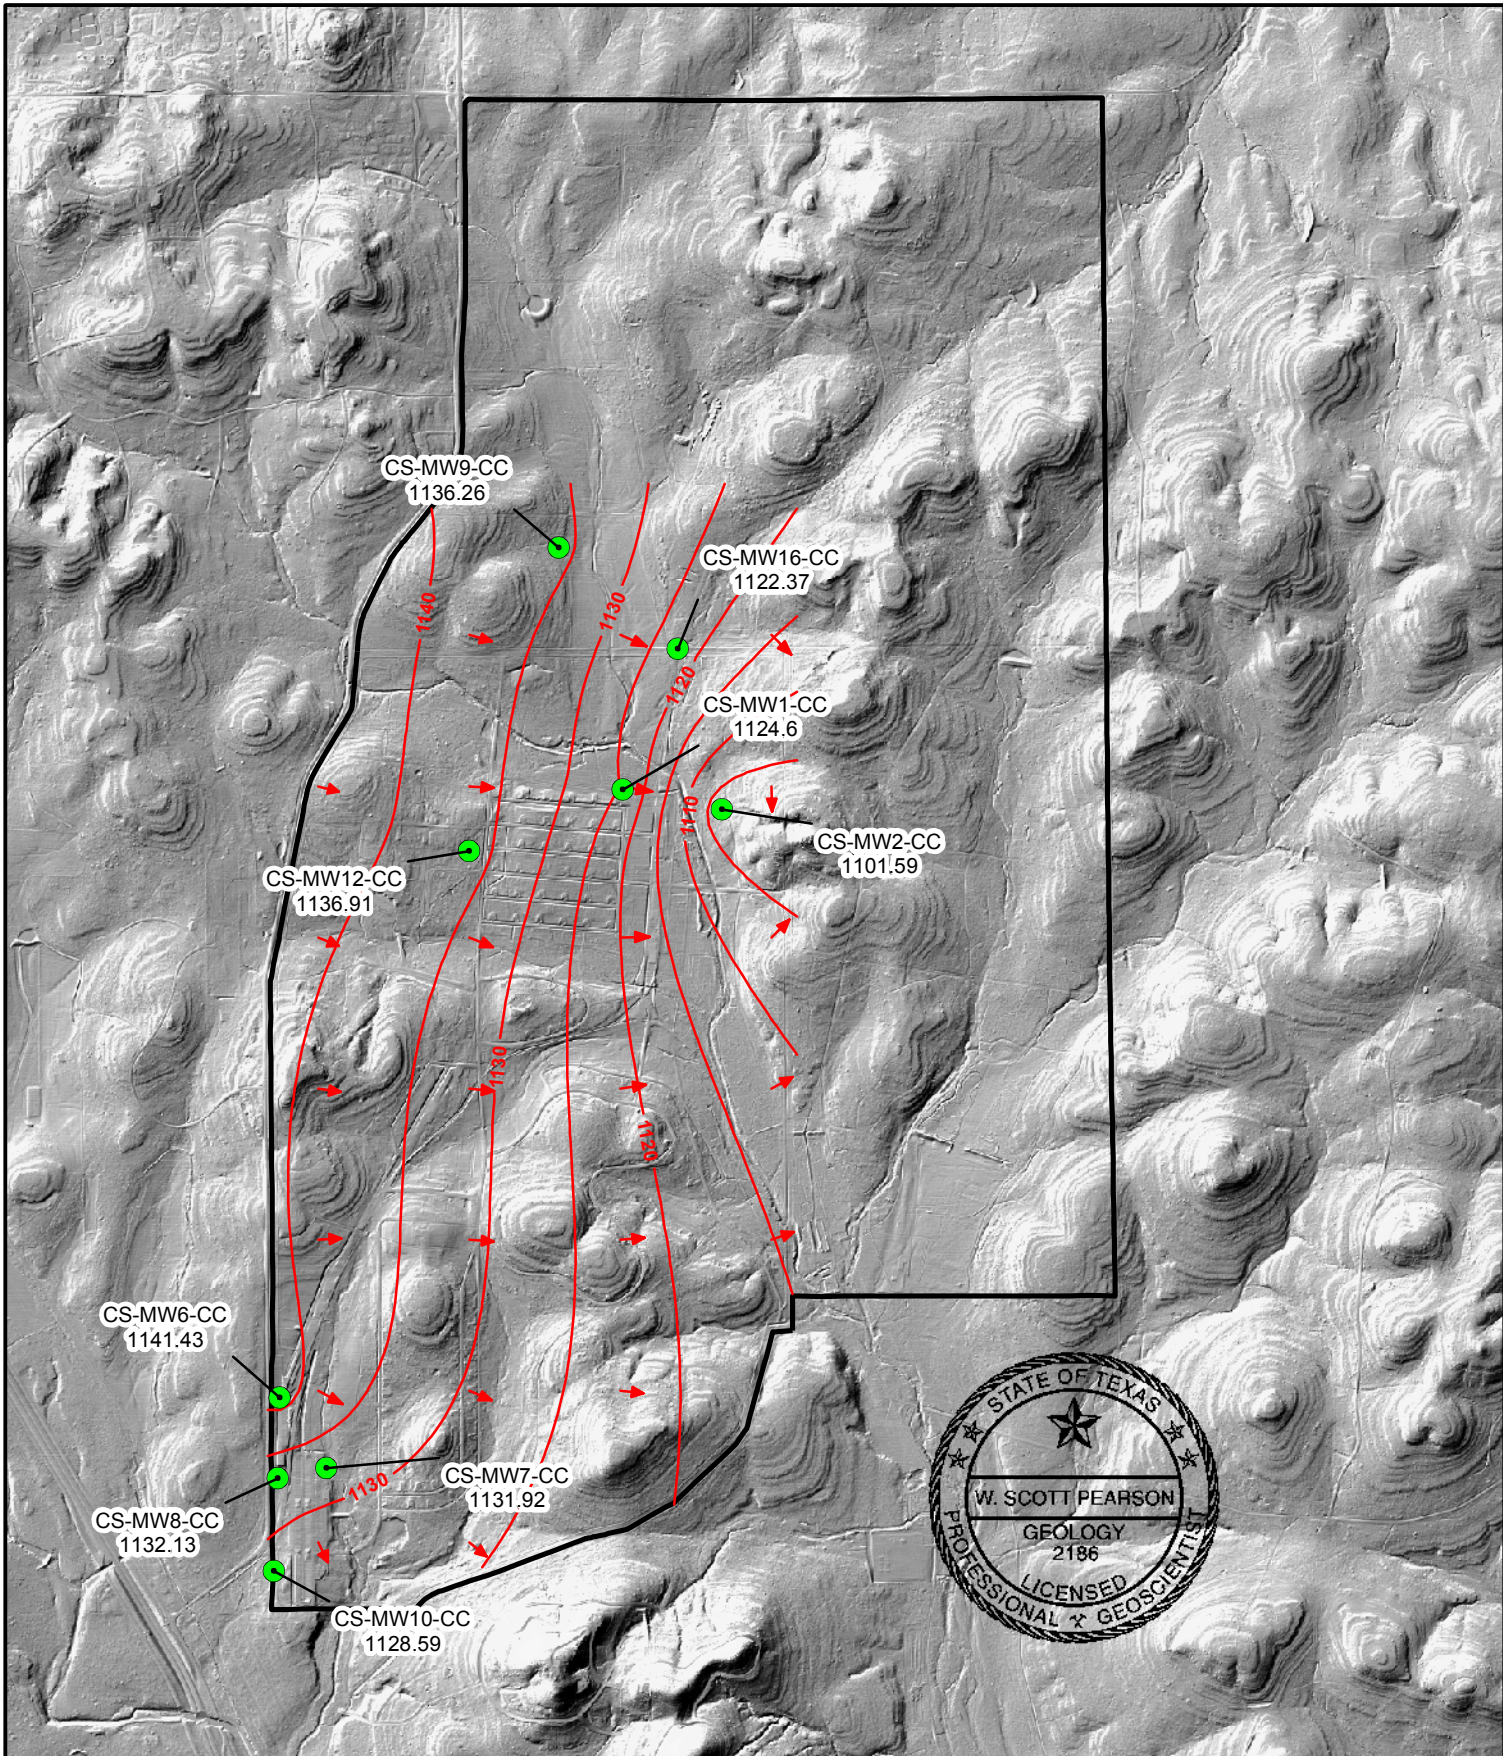 CS-MW9-CC
1136.26
CS-MW16-CC
1122.37
1140
1130
1120
CS-MW1-CC
1124.6
1110
CS-MW2-CC
1101.59
CS-MW12-CC
1136.91
1130
1120
CS-MW6-CC
1141.43
CS-MW7-CC
1131.92
1130
CS-MW8-CC
1132.13
CS-MW10-CC
1128.59
STATE OF TEXAS
W. SCOTT PEARSON
GEOLOGY
2186
LICENSED
PROFESSIONAL GEOSCIENTIST